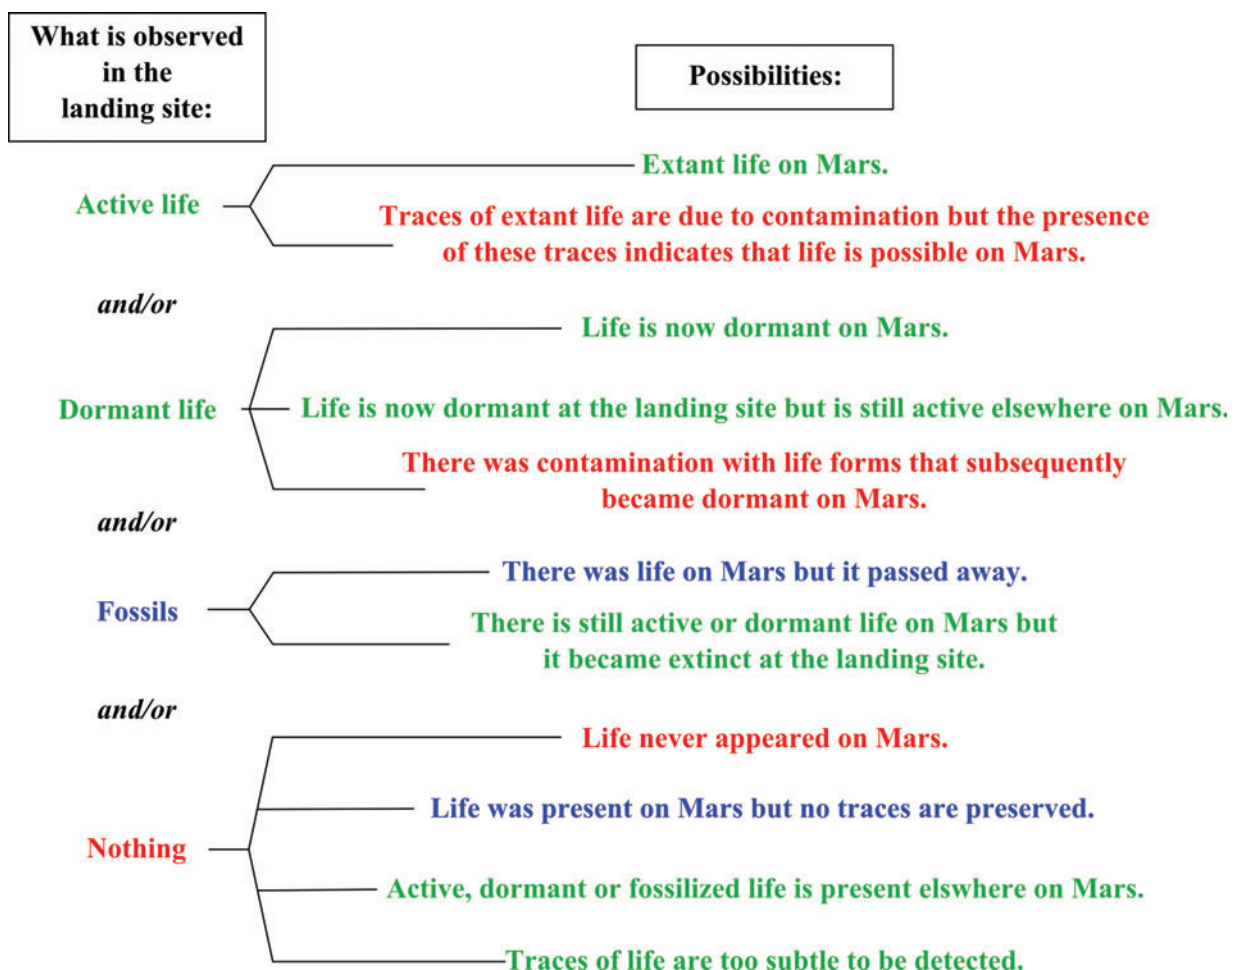 What is observed
in the
landing site:
Possibilities:
Active life
Extant life on Mars.
Traces of extant life are due to contamination but the presence
of these traces indicates that life is possible on Mars.
and/or
Dormant life
Life is now dormant on Mars.
Life is now dormant at the landing site but is still active elsewhere on Mars.
There was contamination with life forms that subsequently
became dormant on Mars.
and/or
Fossils
There was life on Mars but it passed away.
There is still active or dormant life on Mars but
it became extinct at the landing site.
and/or
Nothing
Life never appeared on Mars.
Life was present on Mars but no traces are preserved.
Active, dormant or fossilized life is present elswhere on Mars.
Traces of life are too subtle to be detected.